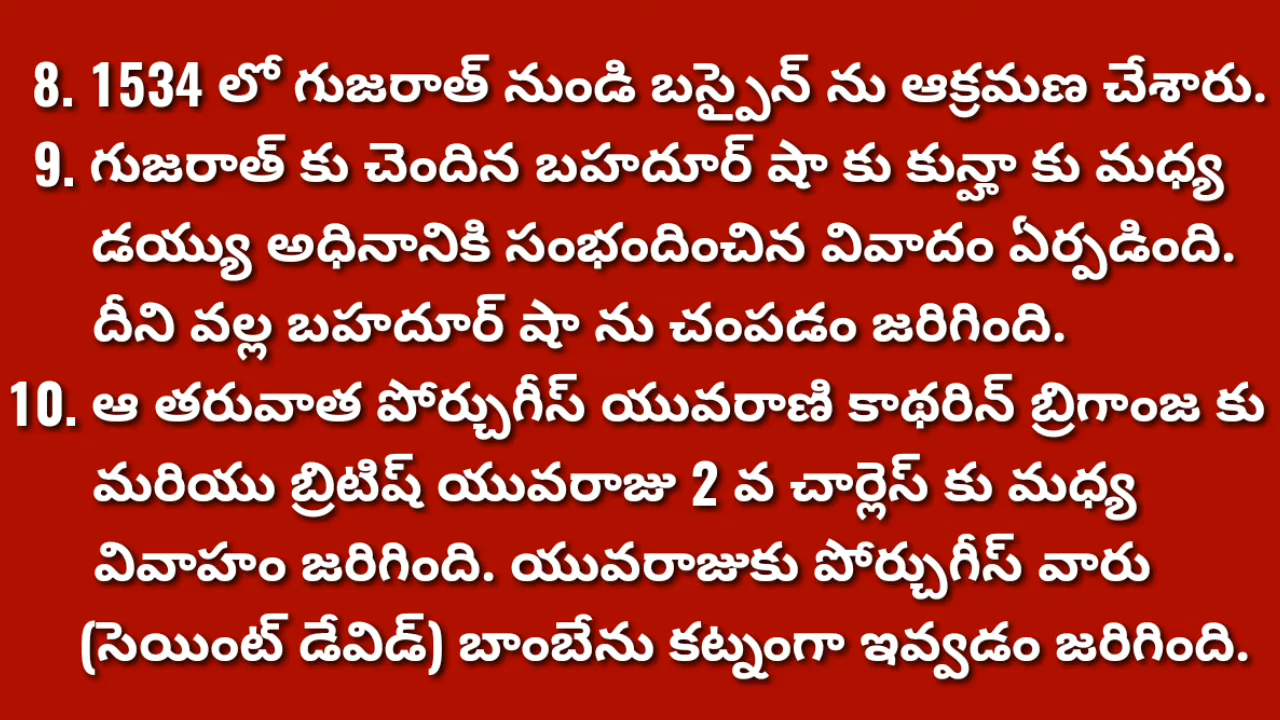 8. 1534 లో గుజరాత్ నుండి బస్పైన్ ను ఆక్రమణ చేశారు.
9. గుజరాత్ కు చెందిన బహదూర్ షా కు కున్హా కు మధ్య
డయ్యు అధినానికి సంభందించిన వివాదం ఏర్పడింది.
దీని వల్ల బహదూర్ షా ను చంపడం జరిగింది.
10. ఆ తరువాత పోర్చుగీస్ యువరాణి కాథరిన్ బ్రిగాంజ కు
మరియు బ్రిటిష్ యువరాజు 2 వ చార్లెస్ కు మధ్య
వివాహం జరిగింది. యువరాజుకు పోర్చుగీస్ వారు
(సెయింట్ డేవిడ్) బాంబేను కట్నంగా ఇవ్వడం జరిగింది.